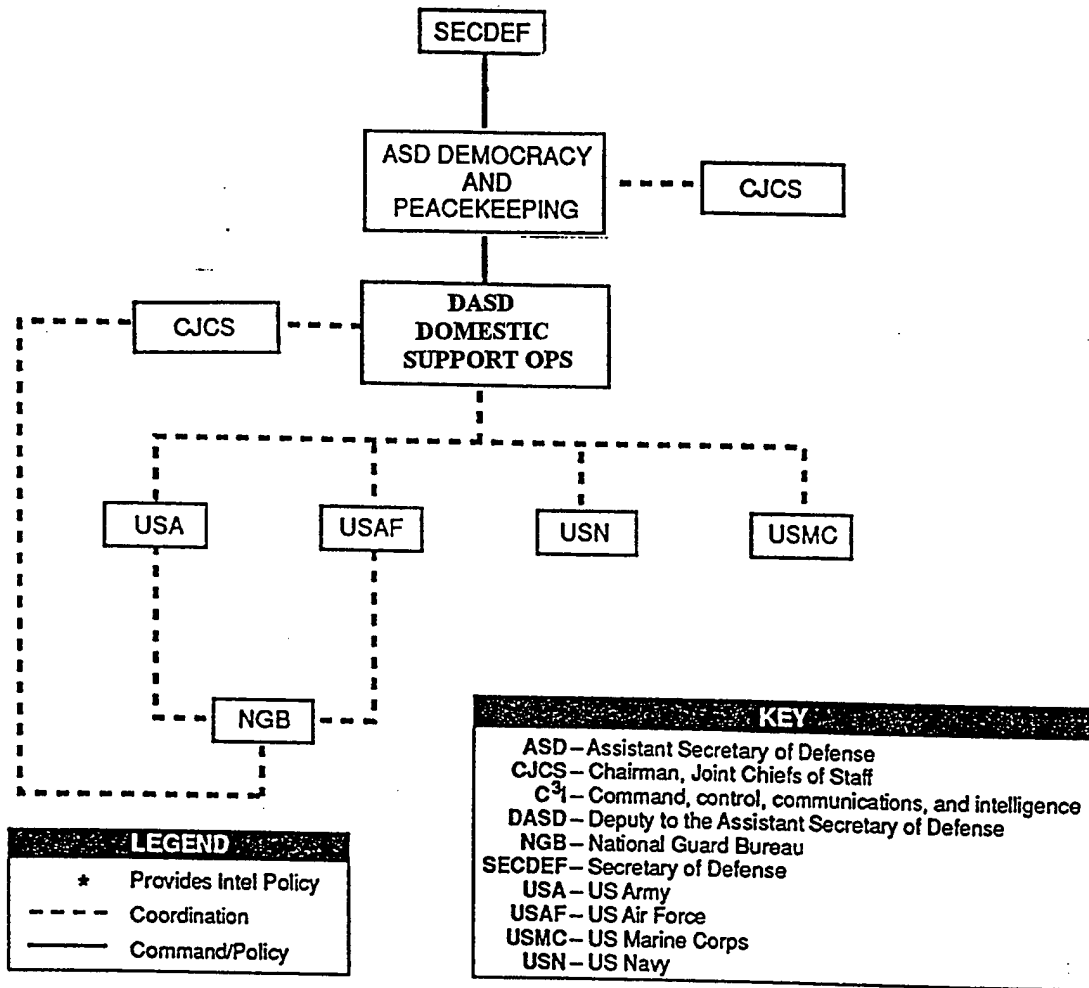 SECDEF
ASD DEMOCRACY
AND
PEACEKEEPING
CJCS
CJCS
DASD
DOMESTIC
SUPPORT OPS
USA
USAF
USN
USMC
NGB
LEGEND
* Provides Intel Policy
Coordination
Command/Policy
KEY
ASD – Assistant Secretary of Defense
CJCS – Chairman, Joint Chiefs of Staff
C³I – Command, control, communications, and intelligence
DASD – Deputy to the Assistant Secretary of Defense
NGB – National Guard Bureau
SECDEF – Secretary of Defense
USA – US Army
USAF – US Air Force
USMC – US Marine Corps
USN – US Navy